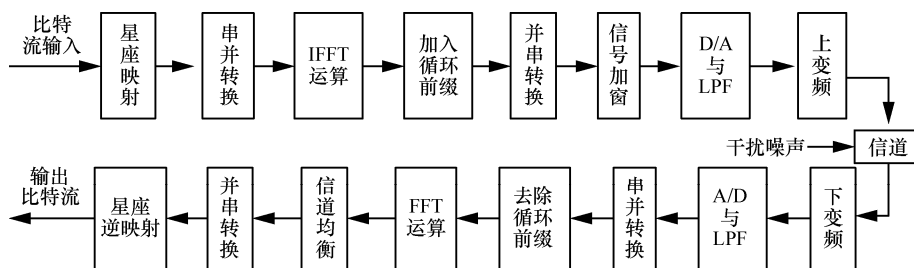 比特
流输入
星座映射
串并转换
IFFT
运算
加入
循环
前缀
并串转换
信号加窗
D/A
与
LPF
上变频
干扰噪声
信道
输出
比特流
星座
逆映射
并串转换
信道均衡
FFT
运算
去除
循环
前缀
串并转换
A/D
与
LPF
下变频